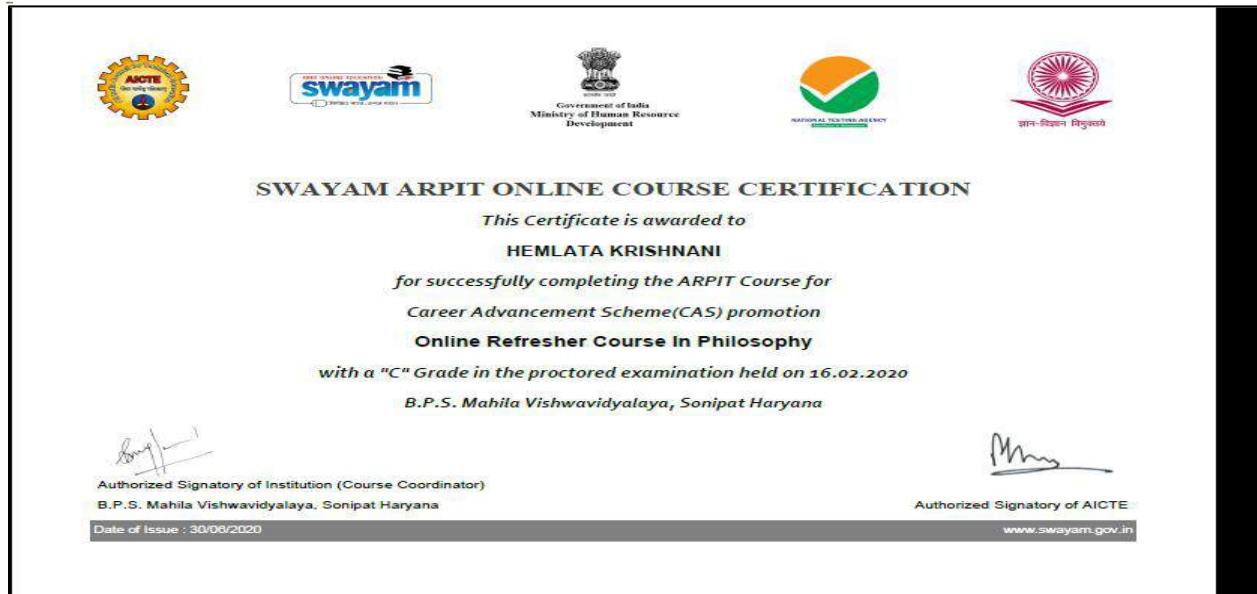 AICTE
FREE ONLINE EDUCATION
swayam
Government of India
Ministry of Human Resource
Development
NATIONAL TESTING AGENCY
ज्ञान-विज्ञान विमुक्तये
SWAYAM ARPIT ONLINE COURSE CERTIFICATION
This Certificate is awarded to
HEMLATA KRISHNANI
for successfully completing the ARPIT Course for
Career Advancement Scheme(CAS) promotion
Online Refresher Course In Philosophy
with a "C" Grade in the proctored examination held on 16.02.2020
B.P.S. Mahila Vishwavidyalaya, Sonipat Haryana
Authorized Signatory of Institution (Course Coordinator)
B.P.S. Mahila Vishwavidyalaya, Sonipat Haryana
Authorized Signatory of AICTE
Date of Issue : 30/06/2020
www.swayam.gov.in